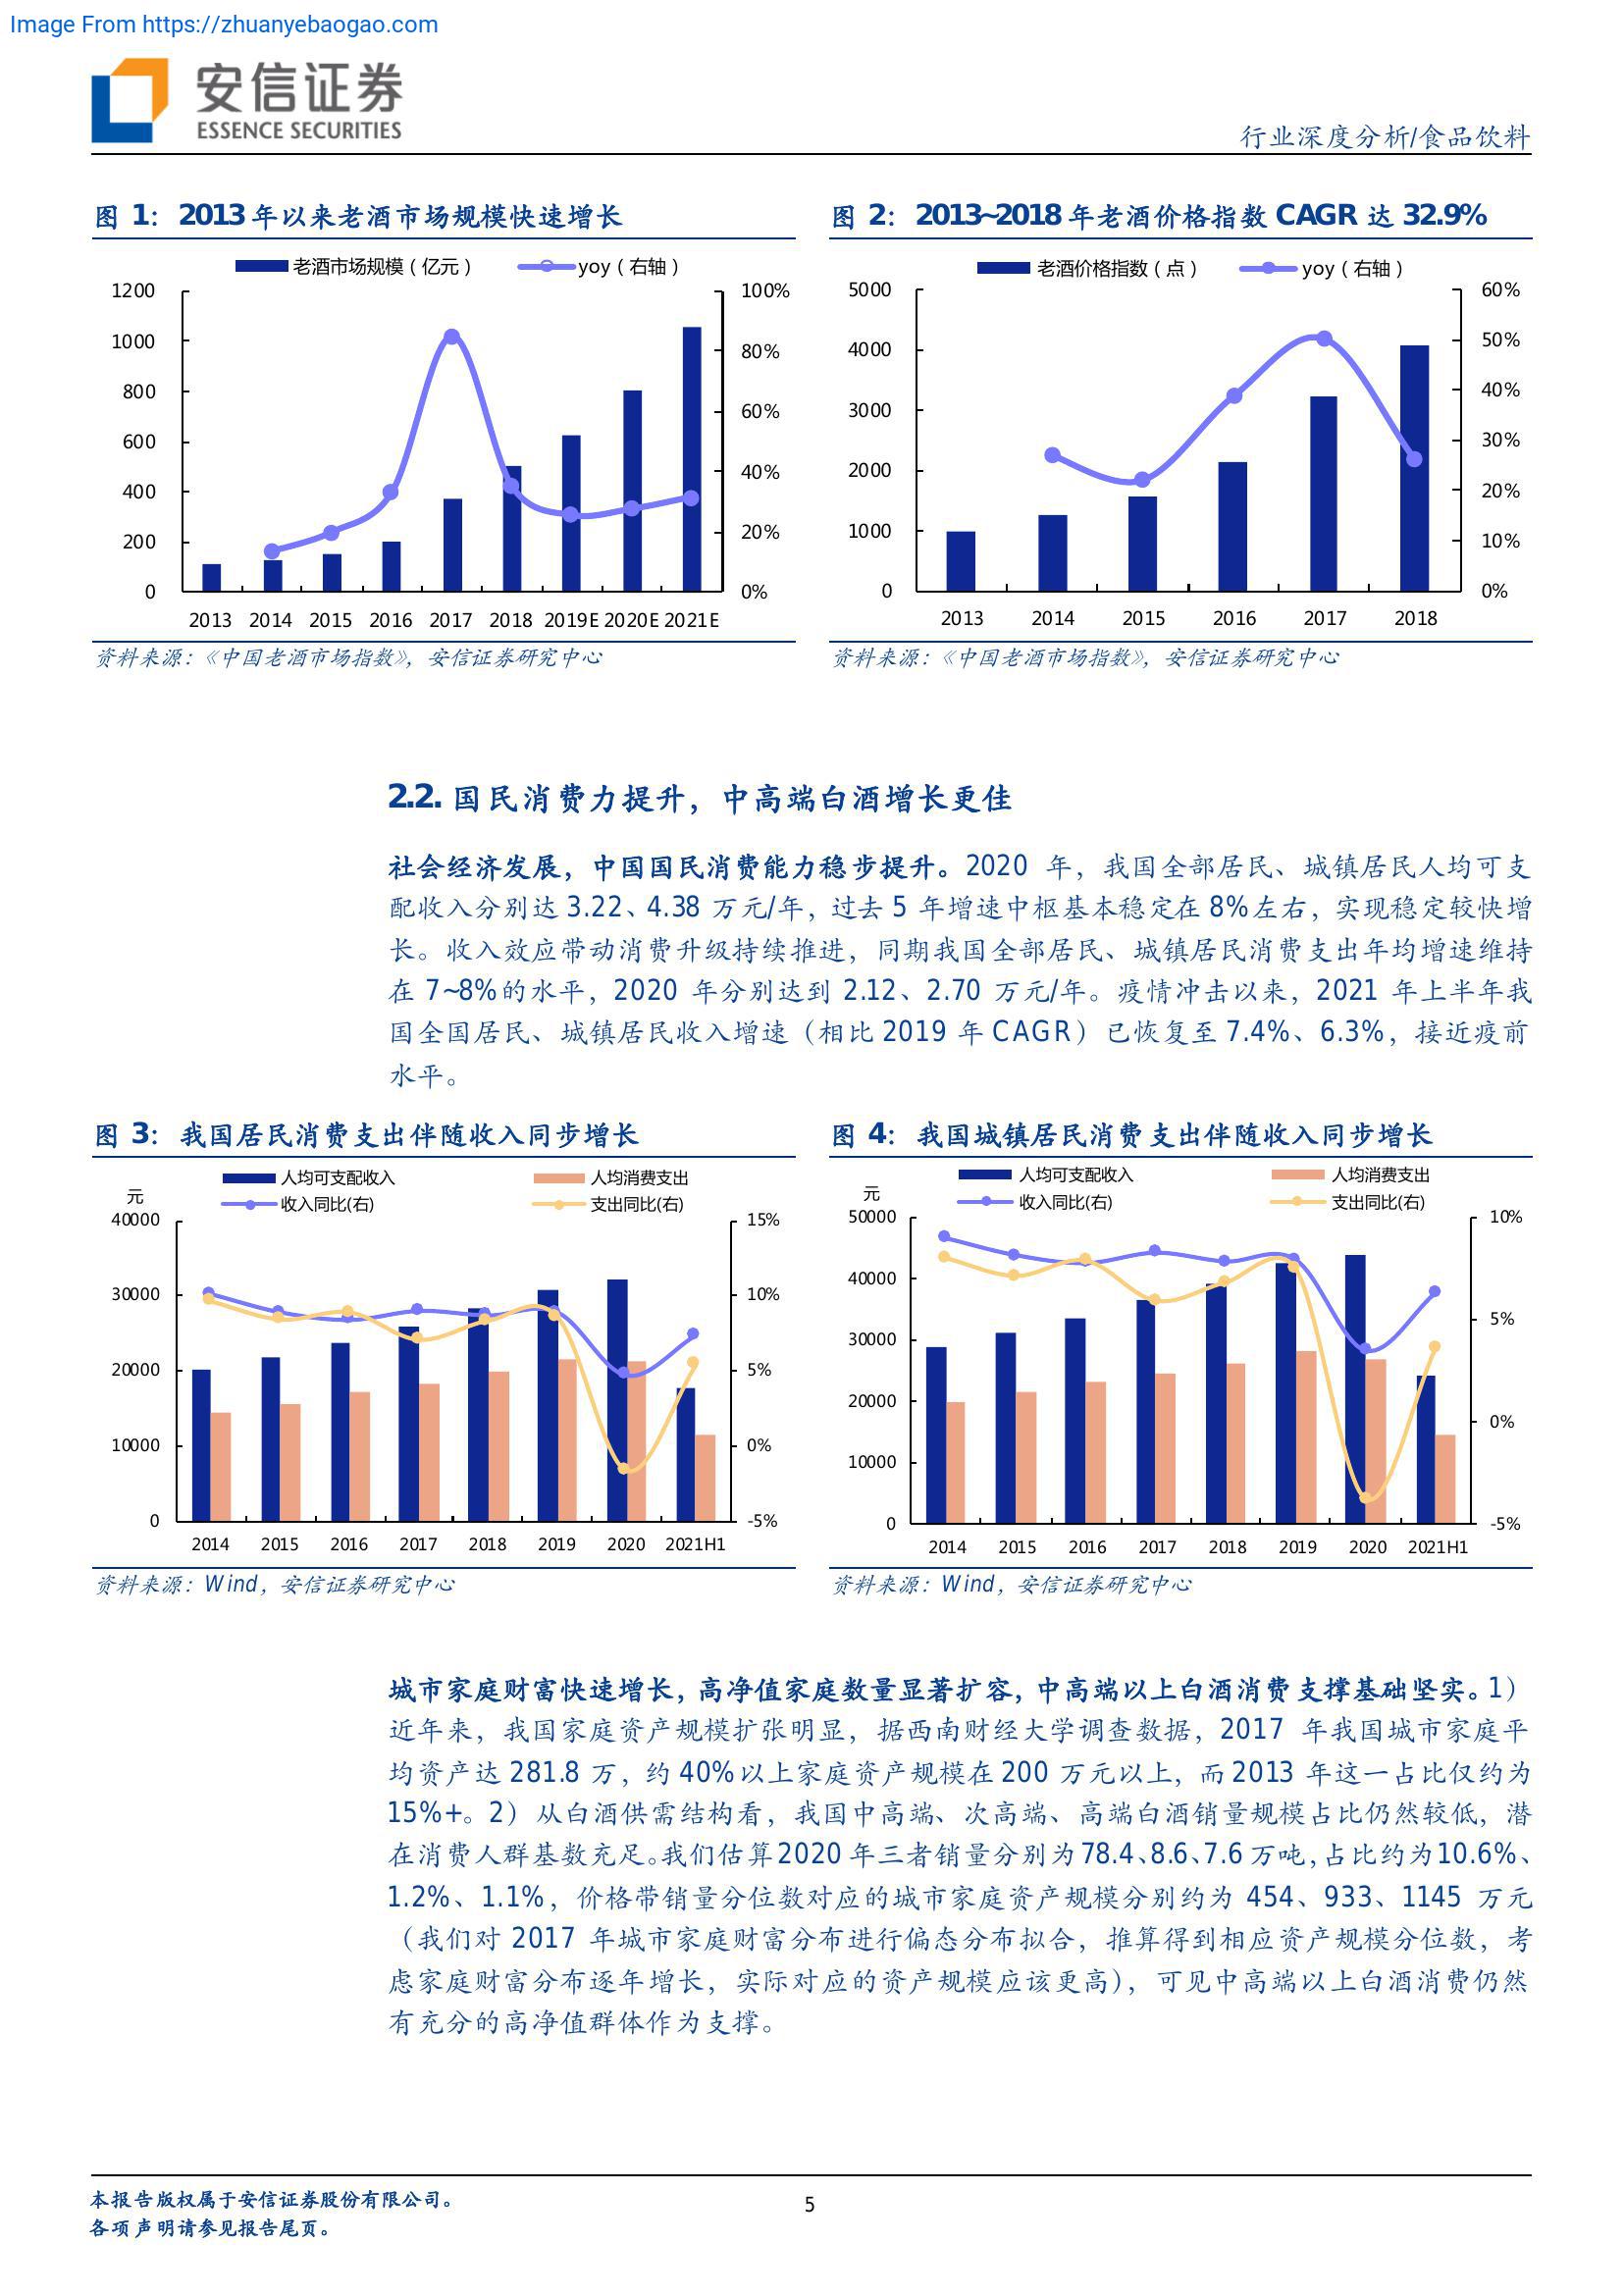 Image From https://zhuanyebaogao.com
安信证券
ESSENCE SECURITIES
行业深度分析/食品饮料
图 1：2013 年以来老酒市场规模快速增长
老酒市场规模（亿元） yoy（右轴）
1200
1000
800
600
400
200
0
100%
80%
60%
40%
20%
0%
2013 2014 2015 2016 2017 2018 2019E 2020E 2021E
资料来源：《中国老酒市场指数》，安信证券研究中心
图 2：2013~2018 年老酒价格指数 CAGR 达 32.9%
老酒价格指数（点） yoy（右轴）
5000
4000
3000
2000
1000
0
60%
50%
40%
30%
20%
10%
0%
2013 2014 2015 2016 2017 2018
资料来源：《中国老酒市场指数》，安信证券研究中心
2.2. 国民消费力提升，中高端白酒增长更佳
社会经济发展，中国国民消费能力稳步提升。2020 年，我国全部居民、城镇居民人均可支
配收入分别达 3.22、4.38 万元/年，过去 5 年增速中枢基本稳定在 8%左右，实现稳定较快增
长。收入效应带动消费升级持续推进，同期我国全部居民、城镇居民消费支出年均增速维持
在 7~8%的水平，2020 年分别达到 2.12、2.70 万元/年。疫情冲击以来，2021 年上半年我
国全国居民、城镇居民收入增速（相比 2019 年 CAGR）已恢复至 7.4%、6.3%，接近疫前
水平。
图 3：我国居民消费支出伴随收入同步增长
人均可支配收入 人均消费支出
收入同比(右) 支出同比(右)
元
40000
30000
20000
10000
0
15%
10%
5%
0%
-5%
2014 2015 2016 2017 2018 2019 2020 2021H1
资料来源：Wind，安信证券研究中心
图 4：我国城镇居民消费支出伴随收入同步增长
人均可支配收入 人均消费支出
收入同比(右) 支出同比(右)
元
50000
40000
30000
20000
10000
0
10%
5%
0%
-5%
2014 2015 2016 2017 2018 2019 2020 2021H1
资料来源：Wind，安信证券研究中心
城市家庭财富快速增长，高净值家庭数量显著扩容，中高端以上白酒消费支撑基础坚实。1）
近年来，我国家庭资产规模扩张明显，据西南财经大学调查数据，2017 年我国城市家庭平
均资产达 281.8 万，约 40%以上家庭资产规模在 200 万元以上，而 2013 年这一占比仅约为
15%+。2）从白酒供需结构看，我国中高端、次高端、高端白酒销量规模占比仍然较低，潜
在消费人群基数充足。我们估算 2020 年三者销量分别为 78.4、8.6、7.6 万吨，占比约为 10.6%、
1.2%、1.1%，价格带销量分位数对应的城市家庭资产规模分别约为 454、933、1145 万元
（我们对 2017 年城市家庭财富分布进行偏态分布拟合，推算得到相应资产规模分位数，考
虑家庭财富分布逐年增长，实际对应的资产规模应该更高），可见中高端以上白酒消费仍然
有充分的高净值群体作为支撑。
本报告版权属于安信证券股份有限公司。
各项声明请参见报告尾页。
5